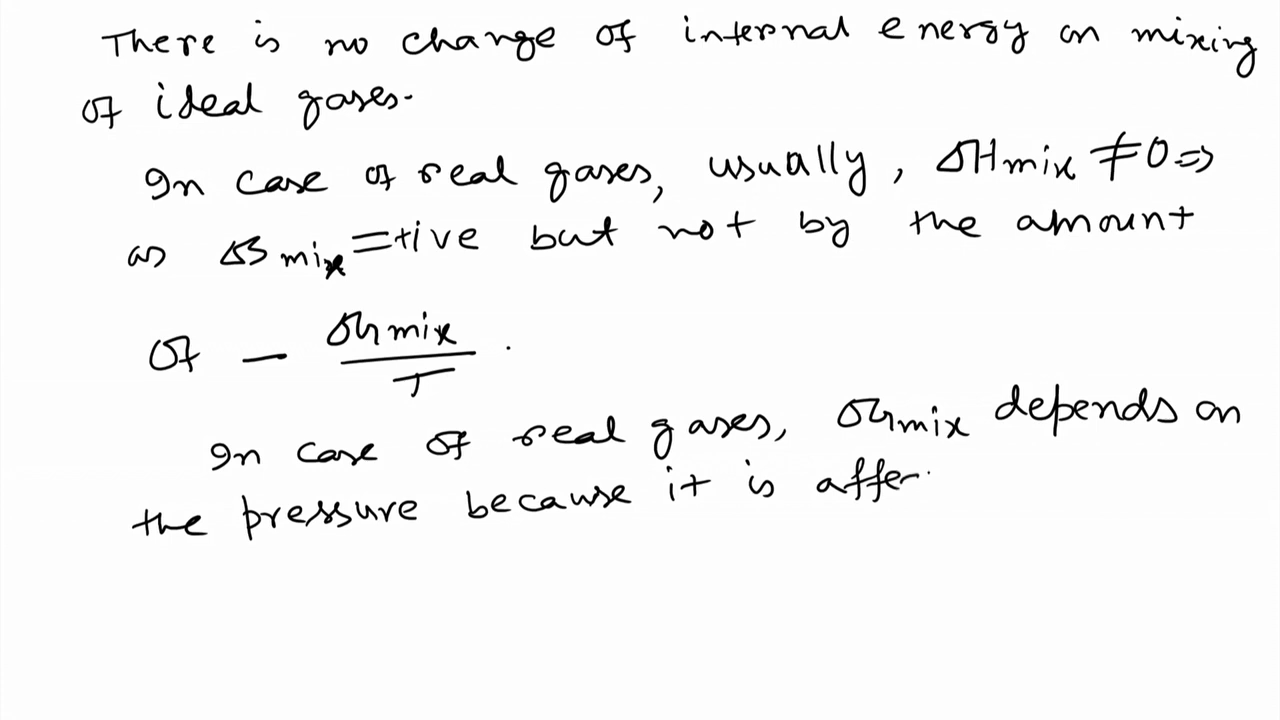 There is no change of internal energy on mixing
of ideal gases.
In case of real gases, usually, ΔHmix ≠ 0 ⇒
as ΔSmix = +ive but not by the amount
of − ΔGmix / T .
In case of real gases, ΔGmix depends on
the pressure because it is affe